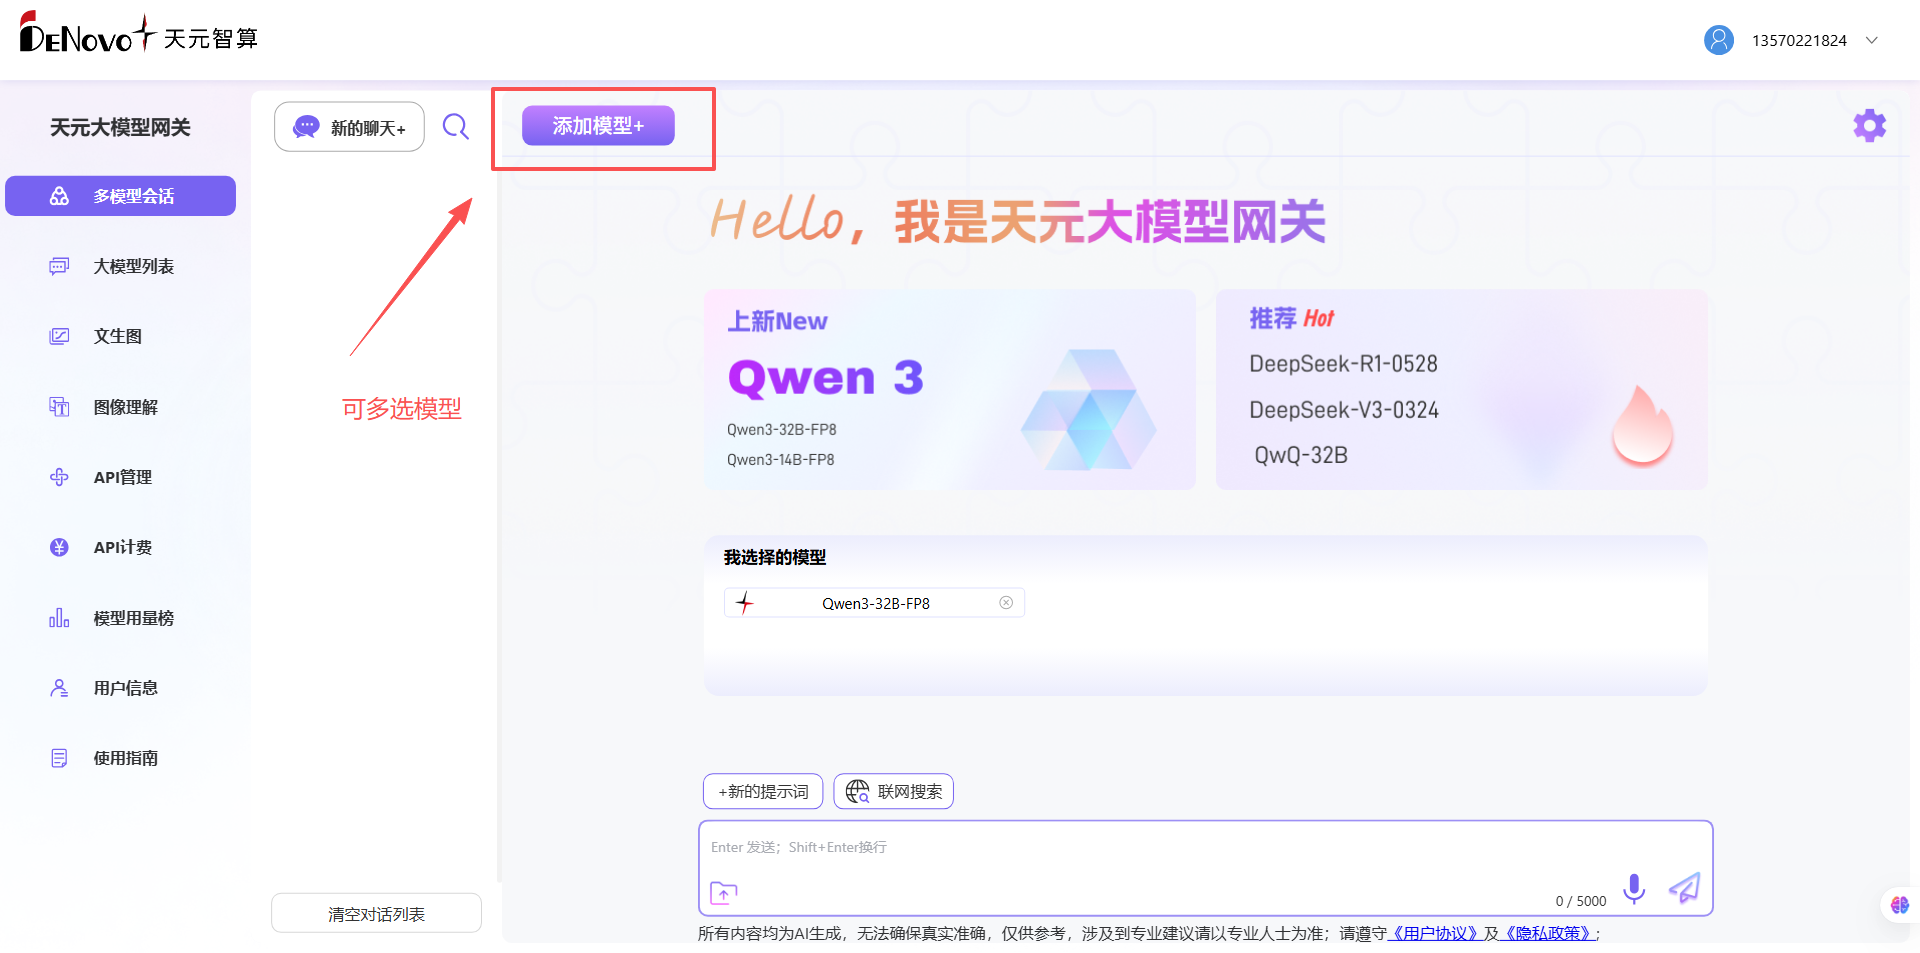 DeNovo 天元智算
13570221824
天元大模型网关
新的聊天+
添加模型+
多模型会话
大模型列表
文生图
图像理解
API管理
API计费
模型用量榜
用户信息
使用指南
可多选模型
清空对话列表
Hello，我是天元大模型网关
上新New
Qwen 3
Qwen3-32B-FP8
Qwen3-14B-FP8
推荐 Hot
DeepSeek-R1-0528
DeepSeek-V3-0324
QwQ-32B
我选择的模型
Qwen3-32B-FP8
+新的提示词
联网搜索
Enter 发送；Shift+Enter换行
0 / 5000
所有内容均为AI生成，无法确保真实准确，仅供参考，涉及到专业建议请以专业人士为准；请遵守《用户协议》及《隐私政策》;